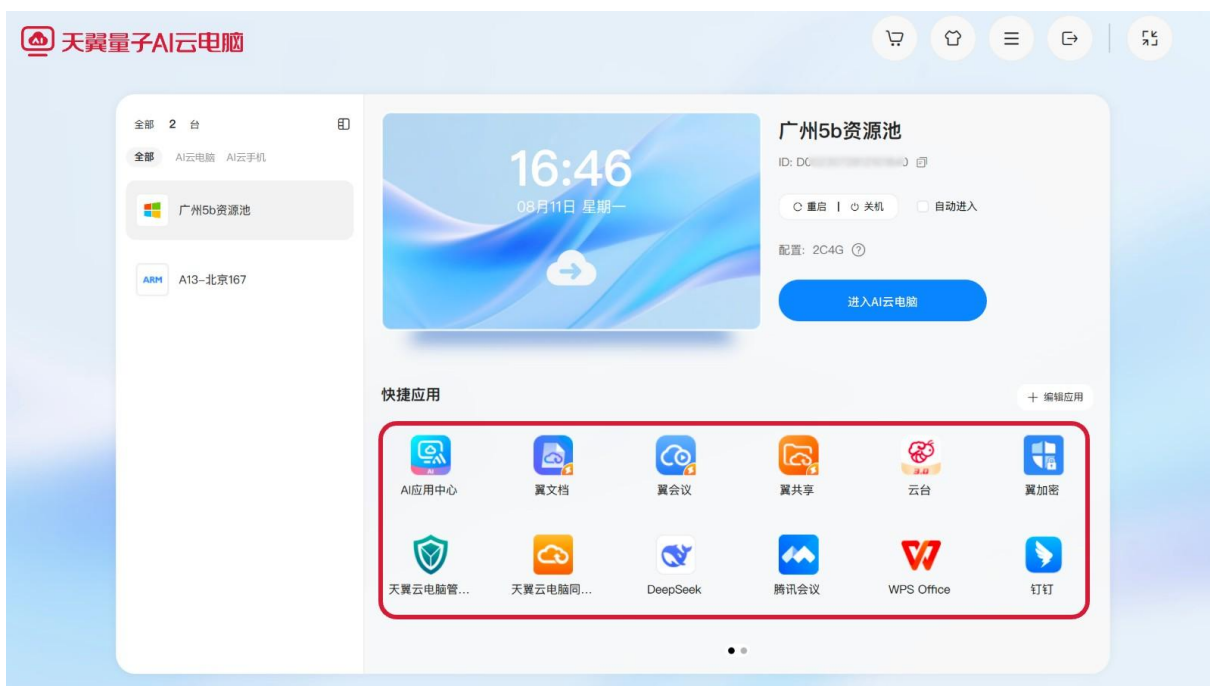 天翼量子AI云电脑
全部 2 台
全部 AI云电脑 AI云手机
广州5b资源池
ARM A13-北京167
16:46
08月11日 星期一
广州5b资源池
ID: D
重启 | 关机 自动进入
配置: 2C4G
进入AI云电脑
快捷应用
+ 编辑应用
AI应用中心 翼文档 翼会议 翼共享 云台 翼加密
天翼云电脑管... 天翼云电脑同... DeepSeek 腾讯会议 WPS Office 钉钉